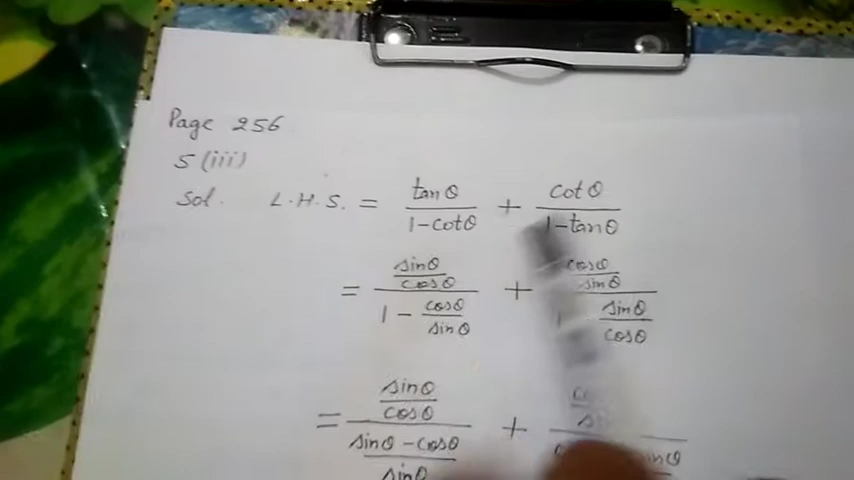 Page 256
5 (iii)
Sol. L.H.S. = tanθ/(1-cotθ) + cotθ/(1-tanθ)
= (sinθ/cosθ)/(1 - cosθ/sinθ) + (cosθ/sinθ)/(- sinθ/cosθ)
= (sinθ/cosθ)/((sinθ-cosθ)/sinθ) +